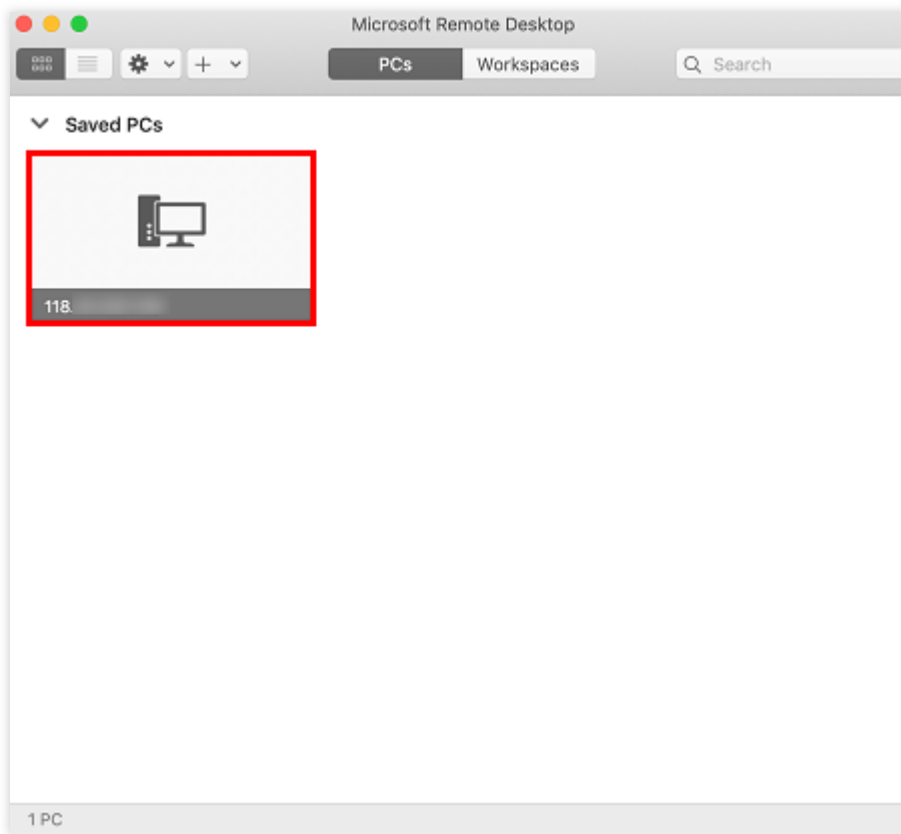 Microsoft Remote Desktop
PCs Workspaces Search
Saved PCs
118.
1 PC